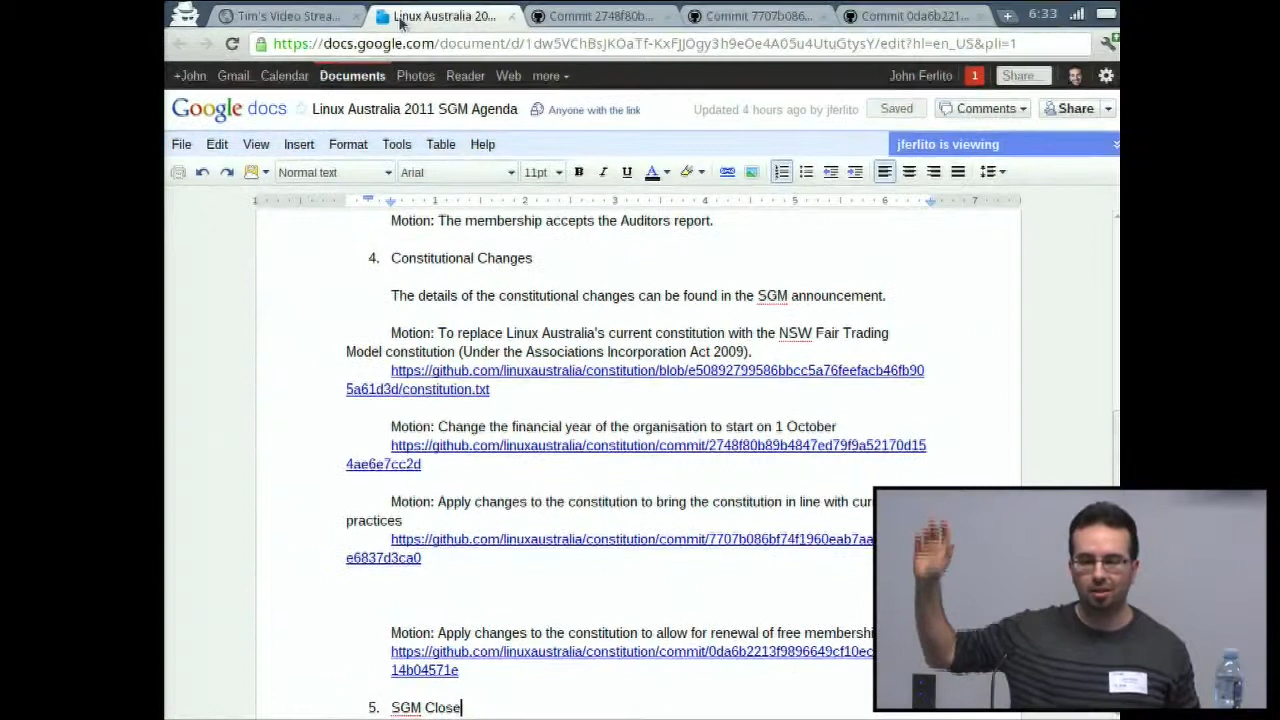 Tim's Video Strea...
Linux Australia 20...
Commit 2748f80b...
Commit 7707b086...
Commit 0da6b221...
6:33
https://docs.google.com/document/d/1dw5VChBsJKOaTf-KxFJJOgy3h9eOe4A05u4UtuGtysY/edit?hl=en_US&pli=1
+John Gmail Calendar Documents Photos Reader Web more
John Ferlito 1 Share...
Google docs Linux Australia 2011 SGM Agenda Anyone with the link Updated 4 hours ago by jferlito Saved Comments Share
File Edit View Insert Format Tools Table Help
jferlito is viewing
Normal text Arial 11pt B I U A
1 1 2 3 4 5 6 7
Motion: The membership accepts the Auditors report.
4. Constitutional Changes
The details of the constitutional changes can be found in the SGM announcement.
Motion: To replace Linux Australia's current constitution with the NSW Fair Trading
Model constitution (Under the Associations Incorporation Act 2009).
https://github.com/linuxaustralia/constitution/blob/e50892799586bbcc5a76feefacb46fb90
5a61d3d/constitution.txt
Motion: Change the financial year of the organisation to start on 1 October
https://github.com/linuxaustralia/constitution/commit/2748f80b89b4847ed79f9a52170d15
4ae6e7cc2d
Motion: Apply changes to the constitution to bring the constitution in line with cur
practices
https://github.com/linuxaustralia/constitution/commit/7707b086bf74f1960eab7aa
e6837d3ca0
Motion: Apply changes to the constitution to allow for renewal of free membershi
https://github.com/linuxaustralia/constitution/commit/0da6b2213f9896649cf10ec
14b04571e
5. SGM Close